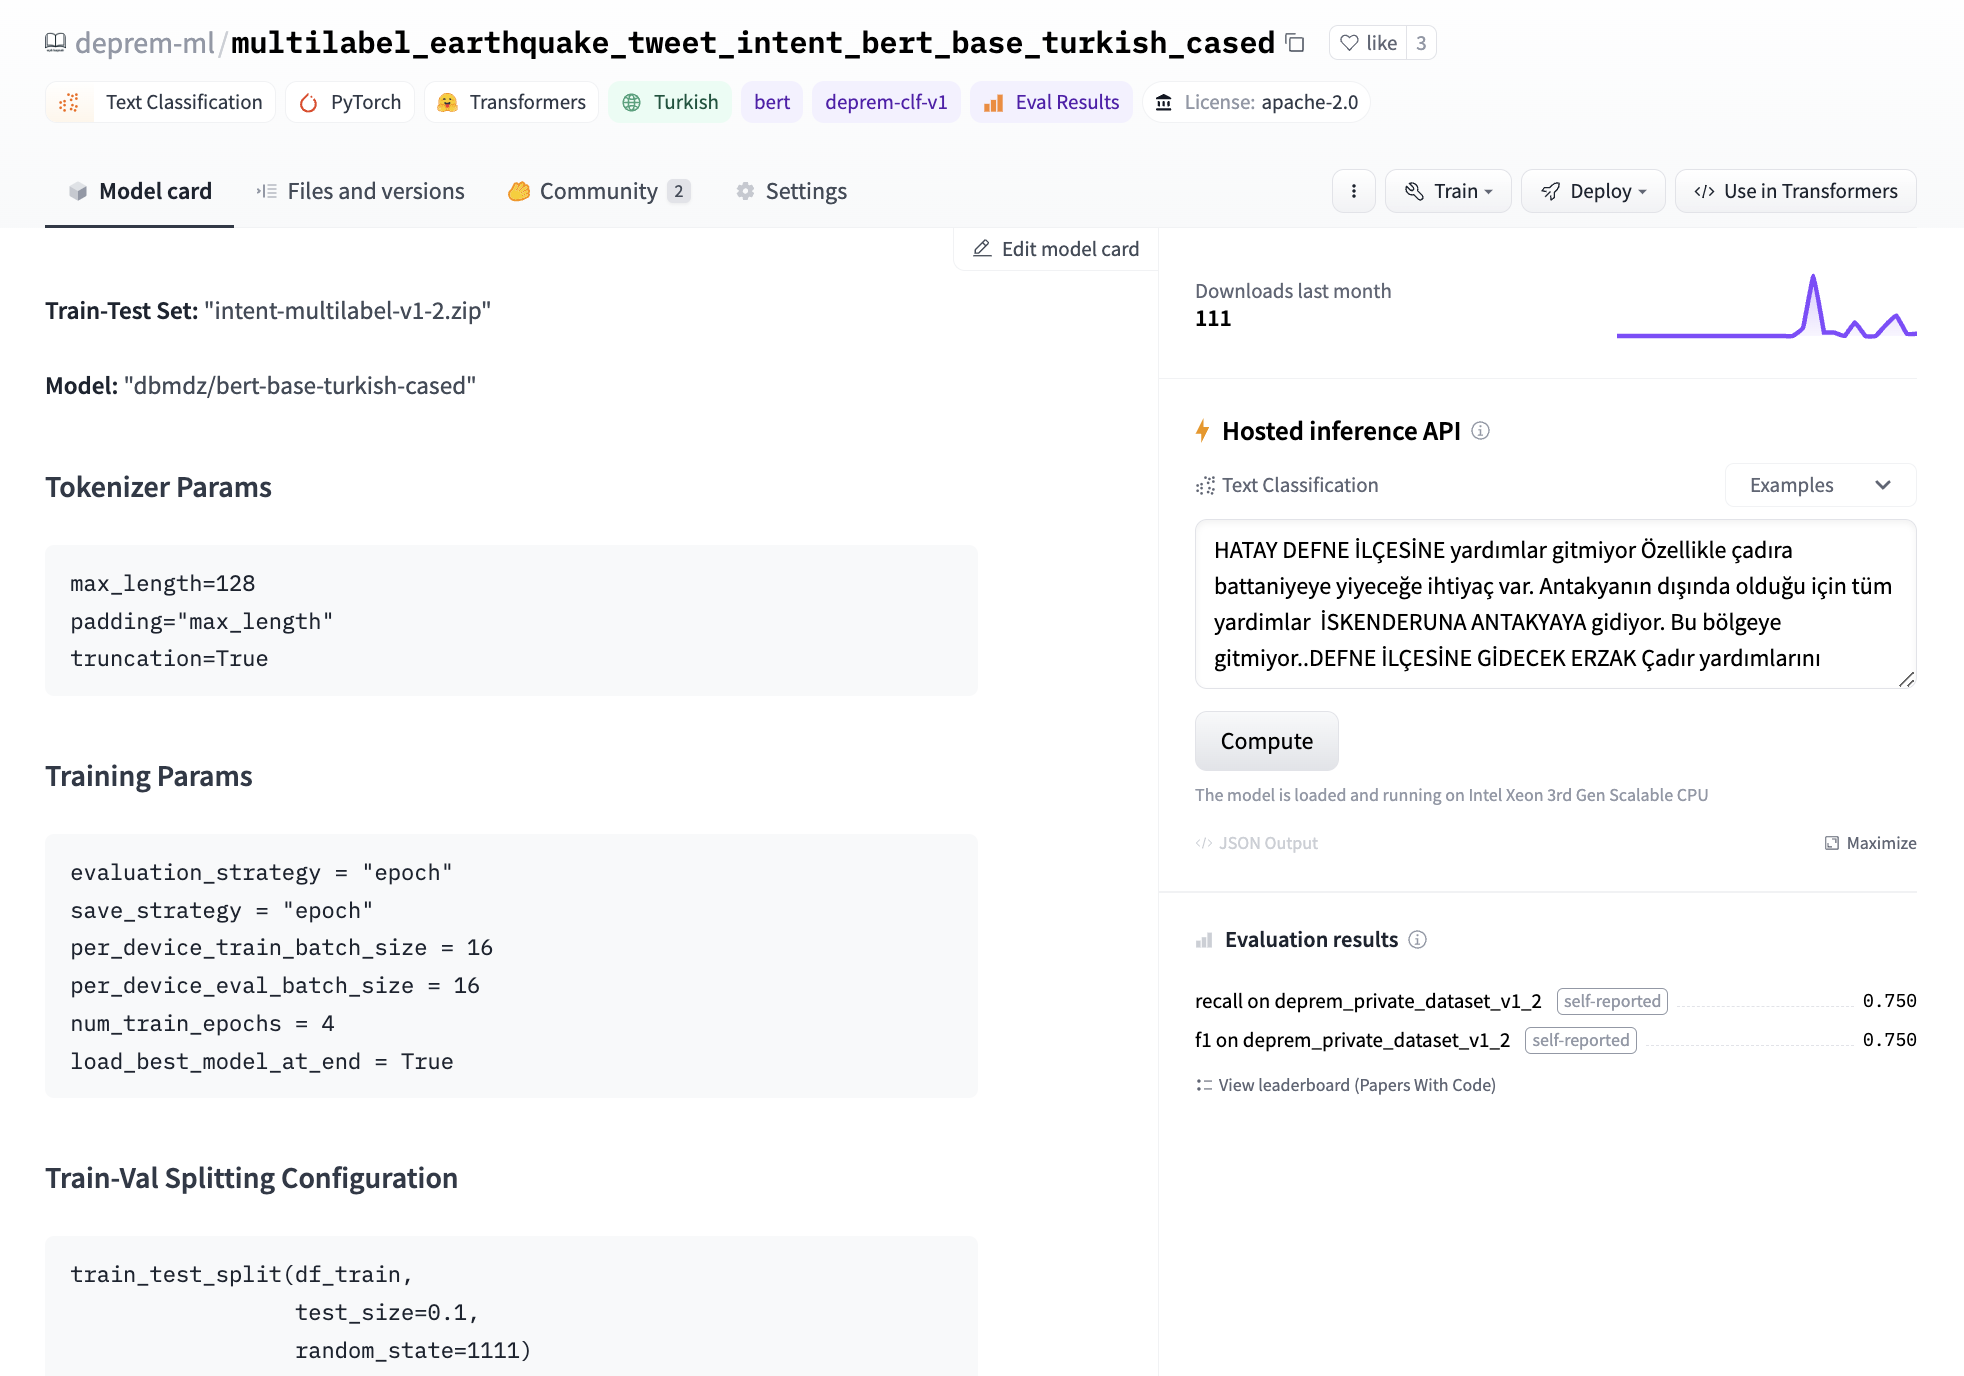 deprem-ml/multilabel_earthquake_tweet_intent_bert_base_turkish_cased like 3
Text Classification PyTorch Transformers Turkish bert deprem-clf-v1 Eval Results License: apache-2.0
Model card Files and versions Community 2 Settings Train Deploy </> Use in Transformers
Edit model card
Train-Test Set: "intent-multilabel-v1-2.zip"
Model: "dbmdz/bert-base-turkish-cased"
Tokenizer Params
max_length=128
padding="max_length"
truncation=True
Training Params
evaluation_strategy = "epoch"
save_strategy = "epoch"
per_device_train_batch_size = 16
per_device_eval_batch_size = 16
num_train_epochs = 4
load_best_model_at_end = True
Train-Val Splitting Configuration
train_test_split(df_train,
test_size=0.1,
random_state=1111)
Downloads last month
111
Hosted inference API
Text Classification Examples
HATAY DEFNE İLÇESİNE yardımlar gitmiyor Özellikle çadıra
battaniyeye yiyeceğe ihtiyaç var. Antakyanın dışında olduğu için tüm
yardimlar  İSKENDERUNA ANTAKYAYA gidiyor. Bu bölgeye
gitmiyor..DEFNE İLÇESİNE GİDECEK ERZAK Çadır yardımlarını
Compute
The model is loaded and running on Intel Xeon 3rd Gen Scalable CPU
</> JSON Output Maximize
Evaluation results
recall on deprem_private_dataset_v1_2 self-reported 0.750
f1 on deprem_private_dataset_v1_2 self-reported 0.750
View leaderboard (Papers With Code)